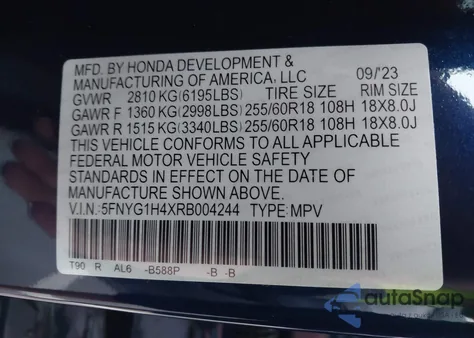 MFD. BY HONDA DEVELOPMENT &
MANUFACTURING OF AMERICA, LLC 09/'23
GVWR 2810 KG(6195LBS) TIRE SIZE RIM SIZE
GAWR F 1360 KG(2998LBS) 255/60R18 108H 18X8.0J
GAWR R 1515 KG(3340LBS) 255/60R18 108H 18X8.0J
THIS VEHICLE CONFORMS TO ALL APPLICABLE
FEDERAL MOTOR VEHICLE SAFETY
STANDARDS IN EFFECT ON THE DATE OF
MANUFACTURE SHOWN ABOVE.
V.I.N.:5FNYG1H4XRB004244 TYPE:MPV
T90 R AL6 -B588P -B -B
autaSnap